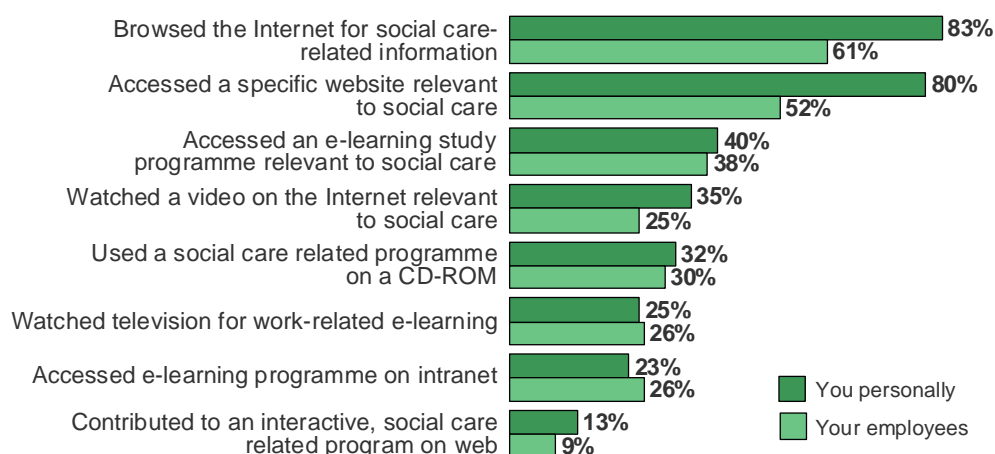 Browsed the Internet for social care-
related information
83%
61%
Accessed a specific website relevant
to social care
80%
52%
Accessed an e-learning study
programme relevant to social care
40%
38%
Watched a video on the Internet relevant
to social care
35%
25%
Used a social care related programme
on a CD-ROM
32%
30%
Watched television for work-related e-learning
25%
26%
Accessed e-learning programme on intranet
23%
26%
Contributed to an interactive, social care
related program on web
13%
9%
You personally
Your employees